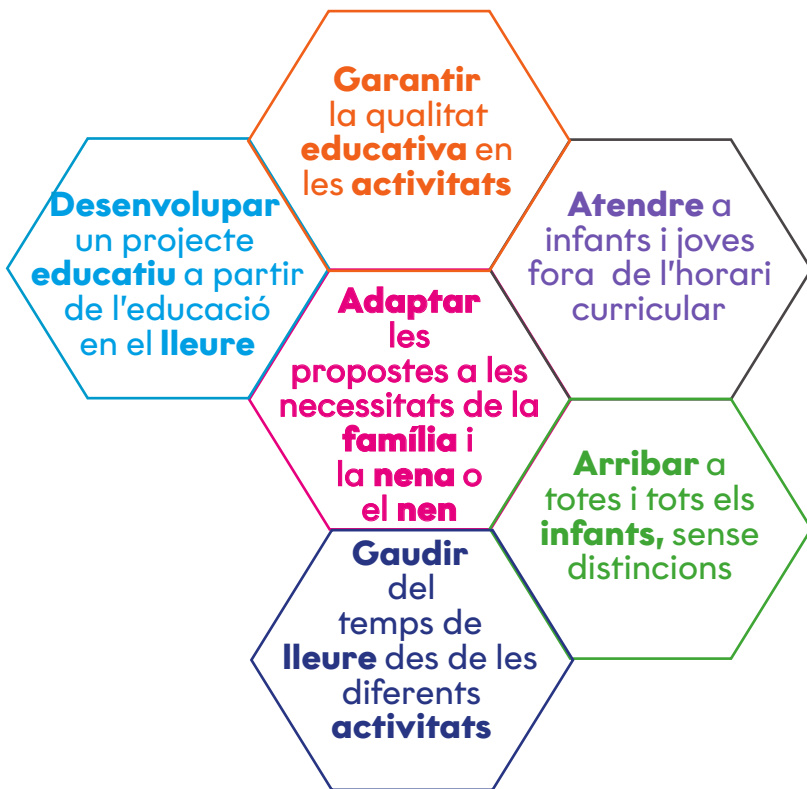 Garantir
la qualitat
educativa en
les activitats
Desenvolupar
un projecte
educatiu a partir
de l'educació
en el lleure
Atendre a
infants i joves
fora de l'horari
curricular
Adaptar
les
propostes a les
necessitats de la
família i
la nena o
el nen
Arribar a
totes i tots els
infants, sense
distincions
Gaudir
del
temps de
lleure des de les
diferents
activitats